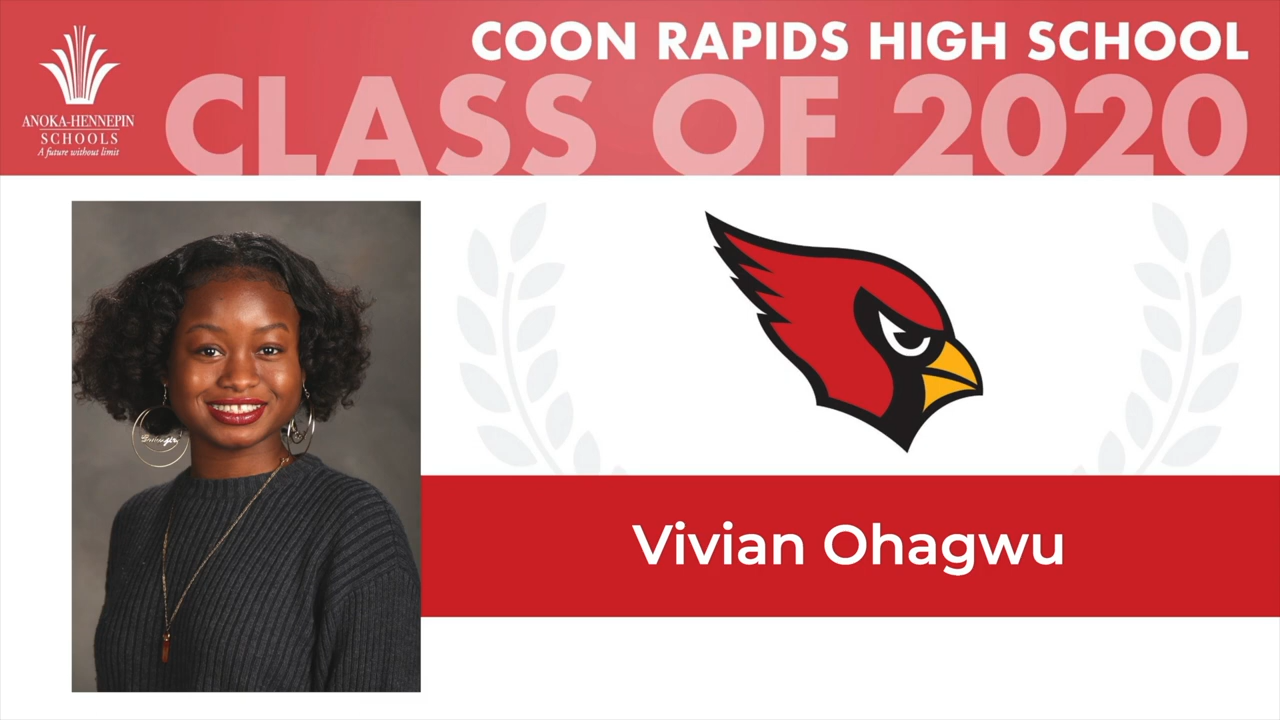 COON RAPIDS HIGH SCHOOL
CLASS OF 2020
ANOKA-HENNEPIN
SCHOOLS
A future without limit
Vivian Ohagwu